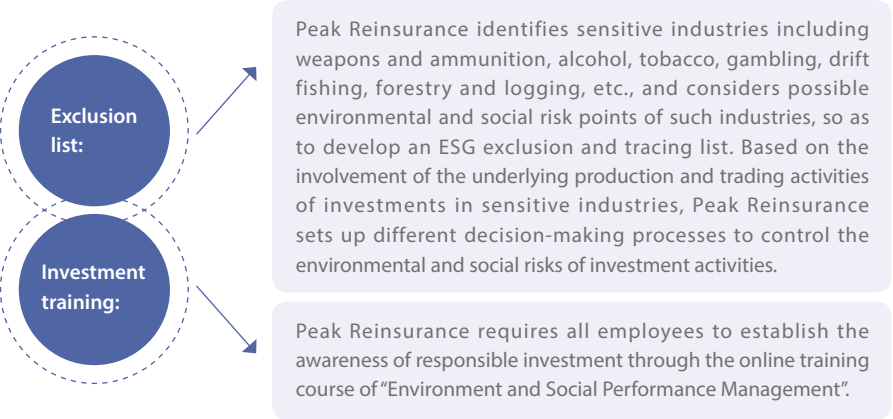 Exclusion
list:
Peak Reinsurance identifies sensitive industries including
weapons and ammunition, alcohol, tobacco, gambling, drift
fishing, forestry and logging, etc., and considers possible
environmental and social risk points of such industries, so as
to develop an ESG exclusion and tracing list. Based on the
involvement of the underlying production and trading activities
of investments in sensitive industries, Peak Reinsurance
sets up different decision-making processes to control the
environmental and social risks of investment activities.
Investment
training:
Peak Reinsurance requires all employees to establish the
awareness of responsible investment through the online training
course of “Environment and Social Performance Management”.